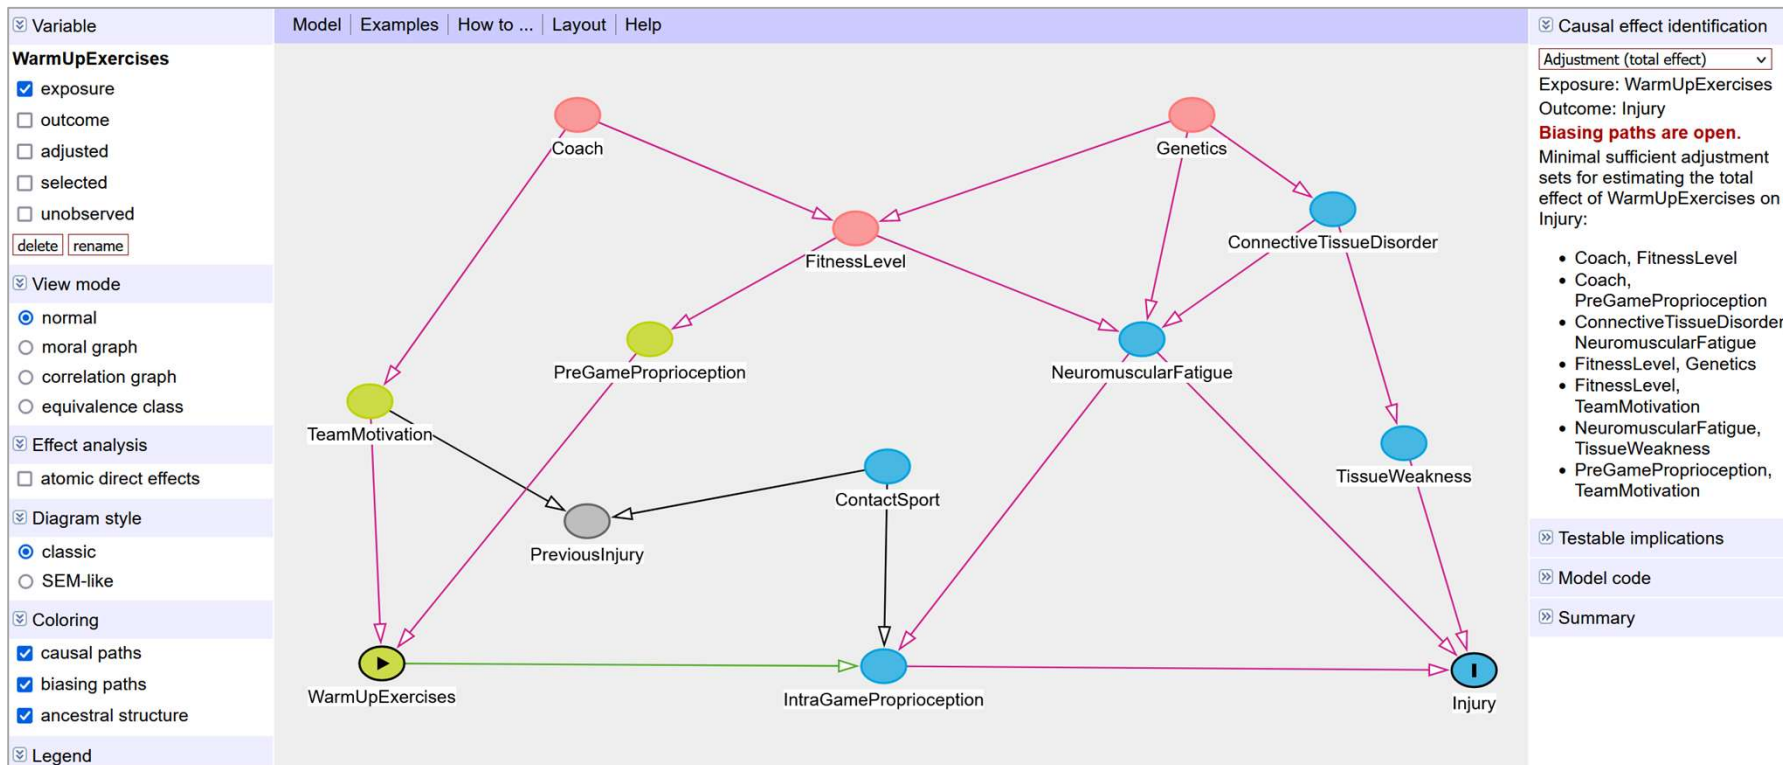 Variable
WarmUpExercises
exposure
outcome
adjusted
selected
unobserved
delete rename
View mode
normal
moral graph
correlation graph
equivalence class
Effect analysis
atomic direct effects
Diagram style
classic
SEM-like
Coloring
causal paths
biasing paths
ancestral structure
Legend
Model Examples How to ... Layout Help
Coach
Genetics
ConnectiveTissueDisorder
FitnessLevel
PreGameProprioception
NeuromuscularFatigue
TeamMotivation
ContactSport
TissueWeakness
PreviousInjury
WarmUpExercises
IntraGameProprioception
Injury
Causal effect identification
Adjustment (total effect)
Exposure: WarmUpExercises
Outcome: Injury
Biasing paths are open.
Minimal sufficient adjustment
sets for estimating the total
effect of WarmUpExercises on
Injury:
• Coach, FitnessLevel
• Coach,
PreGameProprioception
• ConnectiveTissueDisorder
NeuromuscularFatigue
• FitnessLevel, Genetics
• FitnessLevel,
TeamMotivation
• NeuromuscularFatigue,
TissueWeakness
• PreGameProprioception,
TeamMotivation
Testable implications
Model code
Summary